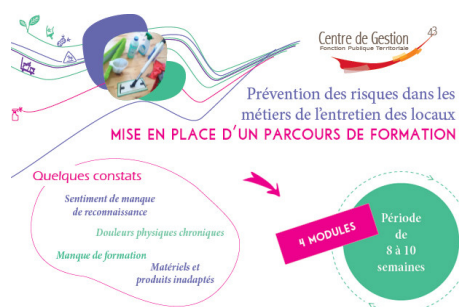 Centre de Gestion 43
Fonction Publique Territoriale
Prévention des risques dans les
métiers de l'entretien des locaux
MISE EN PLACE D'UN PARCOURS DE FORMATION
Quelques constats
Sentiment de manque
de reconnaissance
Douleurs physiques chroniques
Manque de formation
Matériels et
produits inadaptés
4 MODULES
Période
de
8 à 10
semaines